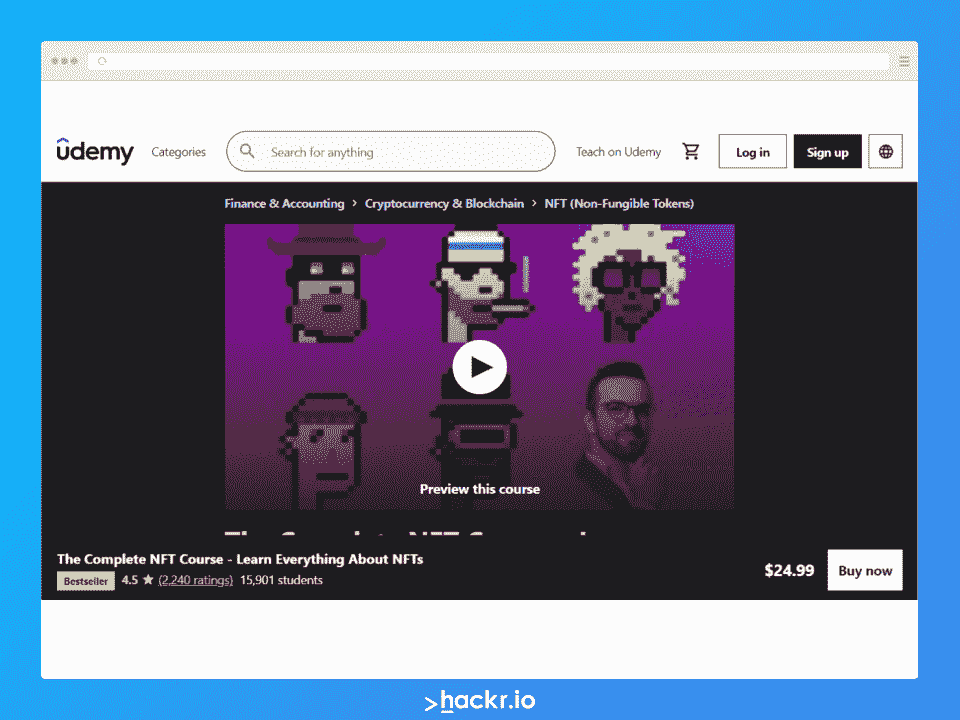 ûdemy Categories Search for anything Teach on Udemy Log in Sign up
Finance & Accounting > Cryptocurrency & Blockchain > NFT (Non-Fungible Tokens)
Preview this course
The Complete NFT Course - Learn Everything About NFTs
Bestseller 4.5 ★ (2,240 ratings) 15,901 students
$24.99 Buy now
>hackr.io